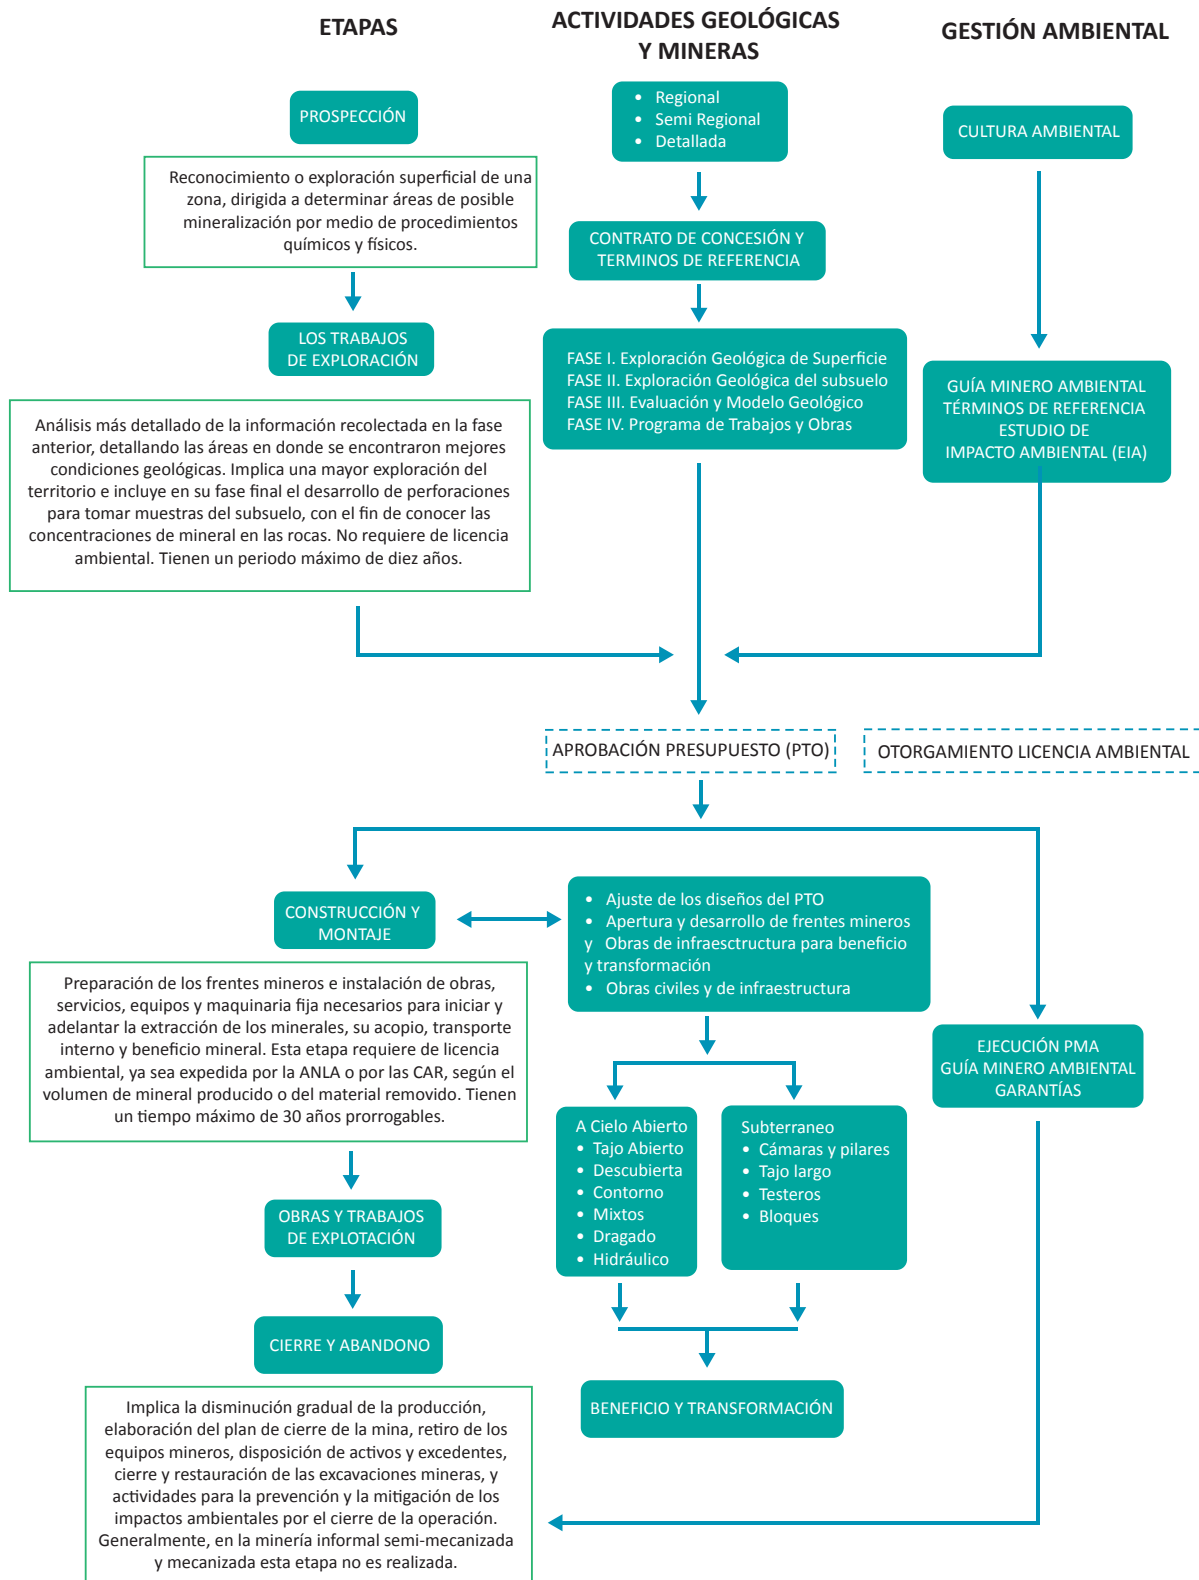 ETAPAS
ACTIVIDADES GEOLÓGICAS
Y MINERAS
GESTIÓN AMBIENTAL
PROSPECCIÓN
Reconocimiento o exploración superficial de una
zona, dirigida a determinar áreas de posible
mineralización por medio de procedimientos
químicos y físicos.
LOS TRABAJOS
DE EXPLORACIÓN
Análisis más detallado de la información recolectada en la fase
anterior, detallando las áreas en donde se encontraron mejores
condiciones geológicas. Implica una mayor exploración del
territorio e incluye en su fase final el desarrollo de perforaciones
para tomar muestras del subsuelo, con el fin de conocer las
concentraciones de mineral en las rocas. No requiere de licencia
ambiental. Tienen un periodo máximo de diez años.
• Regional
• Semi Regional
• Detallada
CONTRATO DE CONCESIÓN Y
TERMINOS DE REFERENCIA
FASE I. Exploración Geológica de Superficie
FASE II. Exploración Geológica del subsuelo
FASE III. Evaluación y Modelo Geológico
FASE IV. Programa de Trabajos y Obras
CULTURA AMBIENTAL
GUÍA MINERO AMBIENTAL
TÉRMINOS DE REFERENCIA
ESTUDIO DE
IMPACTO AMBIENTAL (EIA)
APROBACIÓN PRESUPUESTO (PTO)
OTORGAMIENTO LICENCIA AMBIENTAL
CONSTRUCCIÓN Y
MONTAJE
Preparación de los frentes mineros e instalación de obras,
servicios, equipos y maquinaria fija necesarios para iniciar y
adelantar la extracción de los minerales, su acopio, transporte
interno y beneficio mineral. Esta etapa requiere de licencia
ambiental, ya sea expedida por la ANLA o por las CAR, según el
volumen de mineral producido o del material removido. Tienen
un tiempo máximo de 30 años prorrogables.
OBRAS Y TRABAJOS
DE EXPLOTACIÓN
CIERRE Y ABANDONO
Implica la disminución gradual de la producción,
elaboración del plan de cierre de la mina, retiro de los
equipos mineros, disposición de activos y excedentes,
cierre y restauración de las excavaciones mineras, y
actividades para la prevención y la mitigación de los
impactos ambientales por el cierre de la operación.
Generalmente, en la minería informal semi-mecanizada
y mecanizada esta etapa no es realizada.
• Ajuste de los diseños del PTO
• Apertura y desarrollo de frentes mineros
y Obras de infraesctructura para beneficio
y transformación
• Obras civiles y de infraestructura
A Cielo Abierto
• Tajo Abierto
• Descubierta
• Contorno
• Mixtos
• Dragado
• Hidráulico
Subterraneo
• Cámaras y pilares
• Tajo largo
• Testeros
• Bloques
BENEFICIO Y TRANSFORMACIÓN
EJECUCIÓN PMA
GUÍA MINERO AMBIENTAL
GARANTÍAS